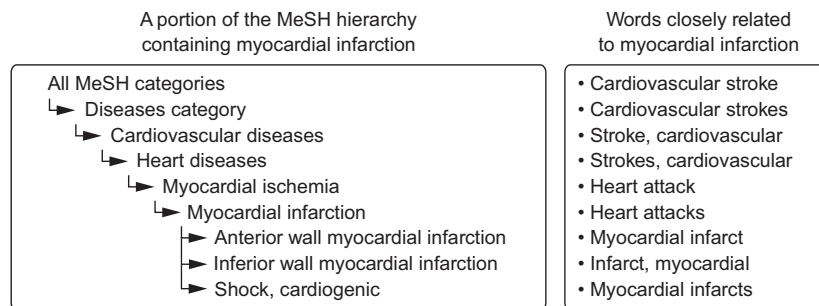 A portion of the MeSH hierarchy
containing myocardial infarction
All MeSH categories
Diseases category
Cardiovascular diseases
Heart diseases
Myocardial ischemia
Myocardial infarction
Anterior wall myocardial infarction
Inferior wall myocardial infarction
Shock, cardiogenic
Words closely related
to myocardial infarction
• Cardiovascular stroke
• Cardiovascular strokes
• Stroke, cardiovascular
• Strokes, cardiovascular
• Heart attack
• Heart attacks
• Myocardial infarct
• Infarct, myocardial
• Myocardial infarcts